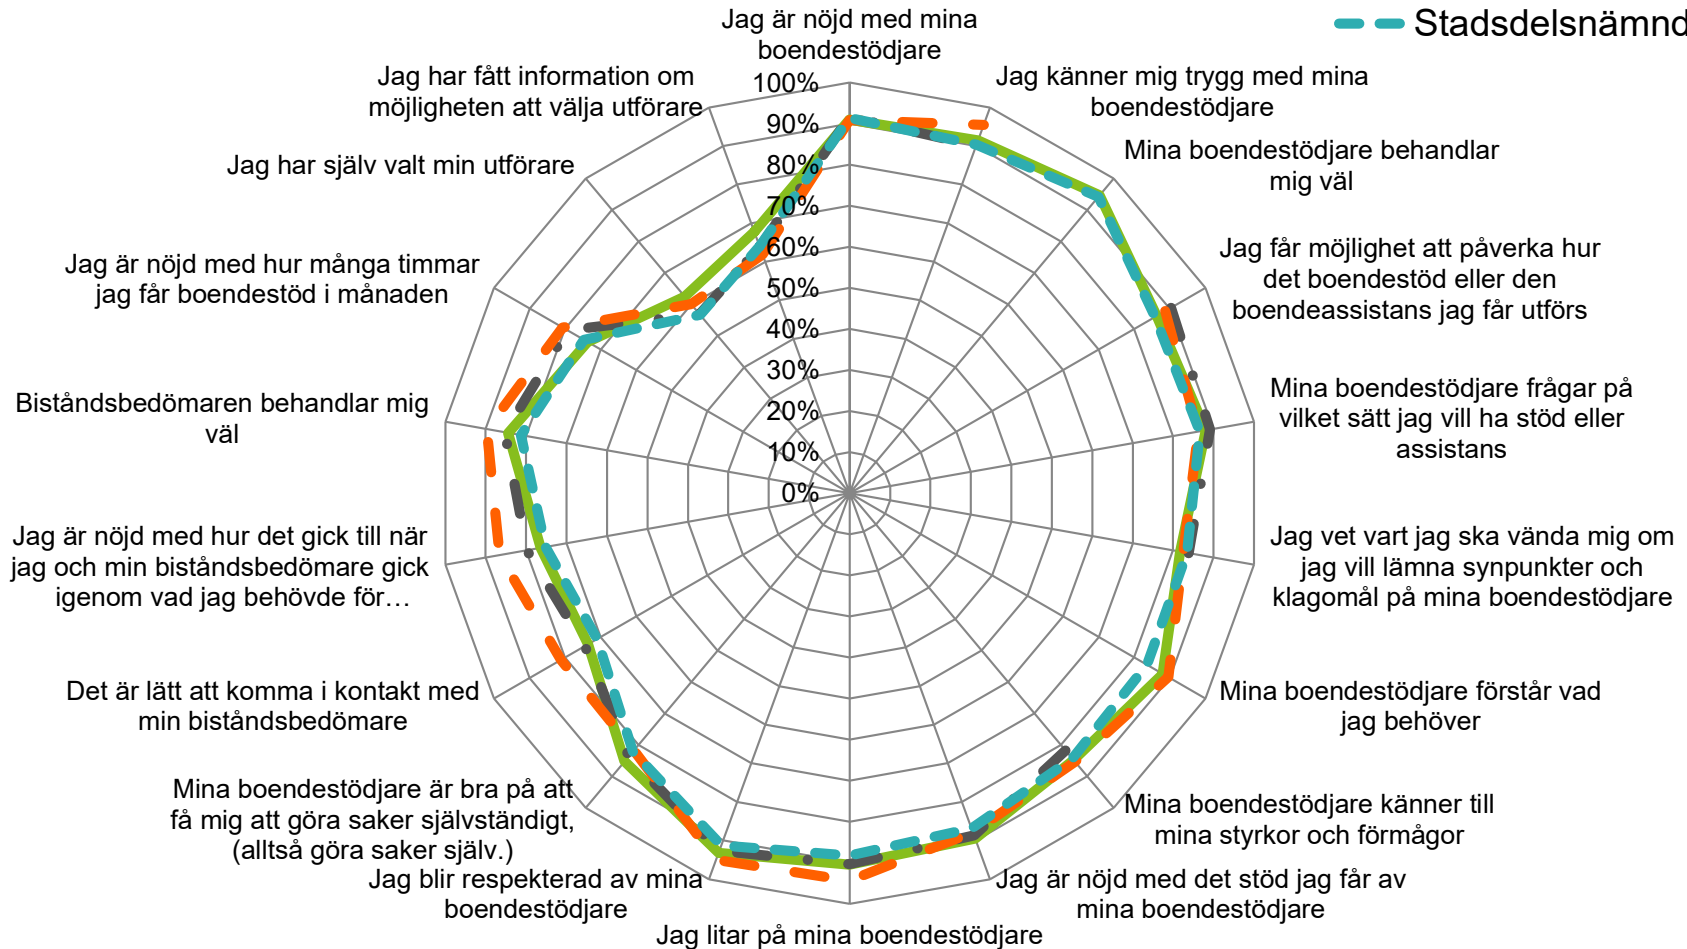 Stadsdelsnämnd
Jag är nöjd med mina
boendestödjare
Jag känner mig trygg med mina
boendestödjare
Mina boendestödjare behandlar
mig väl
Jag får möjlighet att påverka hur
det boendestöd eller den
boendeassistans jag får utförs
Mina boendestödjare frågar på
vilket sätt jag vill ha stöd eller
assistans
Jag vet vart jag ska vända mig om
jag vill lämna synpunkter och
klagomål på mina boendestödjare
Mina boendestödjare förstår vad
jag behöver
Mina boendestödjare känner till
mina styrkor och förmågor
Jag är nöjd med det stöd jag får av
mina boendestödjare
Jag litar på mina boendestödjare
Jag blir respekterad av mina
boendestödjare
Mina boendestödjare är bra på att
få mig att göra saker självständigt,
(alltså göra saker själv.)
Det är lätt att komma i kontakt med
min biståndsbedömare
Jag är nöjd med hur det gick till när
jag och min biståndsbedömare gick
igenom vad jag behövde för…
Biståndsbedömaren behandlar mig
väl
Jag är nöjd med hur många timmar
jag får boendestöd i månaden
Jag har själv valt min utförare
Jag har fått information om
möjligheten att välja utförare
100%
90%
80%
70%
60%
50%
40%
30%
20%
10%
0%